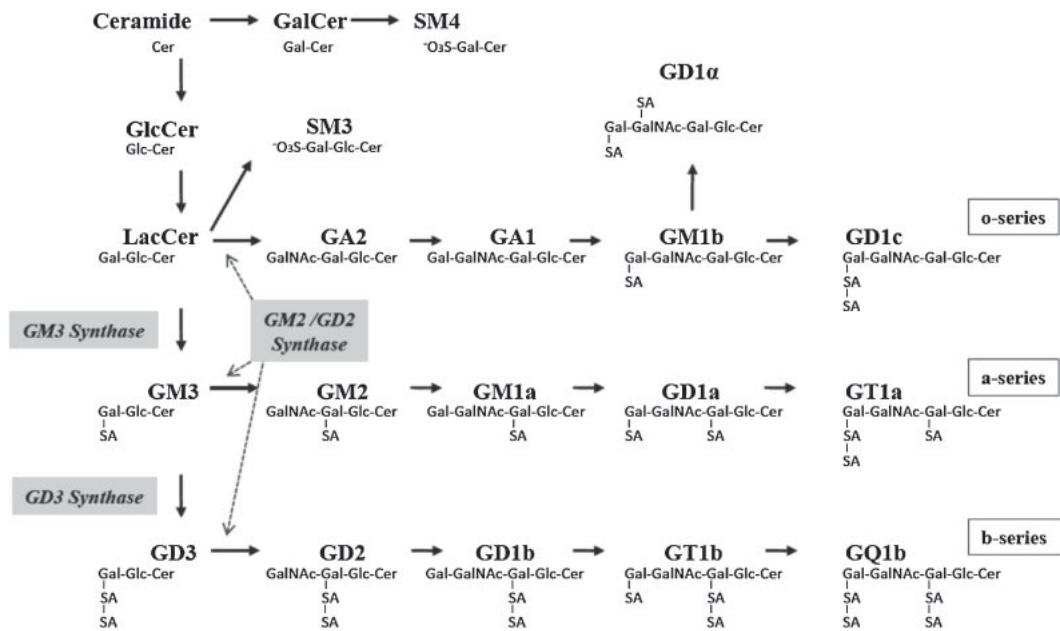 Ceramide GalCer SM4
Cer Gal-Cer ⁻O3S-Gal-Cer
GD1α
SA
Gal-GalNAc-Gal-Glc-Cer
SA
GlcCer SM3
Glc-Cer ⁻O3S-Gal-Glc-Cer
o-series
LacCer GA2 GA1 GM1b GD1c
Gal-Glc-Cer GalNAc-Gal-Glc-Cer Gal-GalNAc-Gal-Glc-Cer Gal-GalNAc-Gal-Glc-Cer Gal-GalNAc-Gal-Glc-Cer
SA SA
SA
GM3 Synthase
GM2 /GD2
Synthase
a-series
GM3 GM2 GM1a GD1a GT1a
Gal-Glc-Cer GalNAc-Gal-Glc-Cer Gal-GalNAc-Gal-Glc-Cer Gal-GalNAc-Gal-Glc-Cer Gal-GalNAc-Gal-Glc-Cer
SA SA SA SA SA SA SA
SA
GD3 Synthase
b-series
GD3 GD2 GD1b GT1b GQ1b
Gal-Glc-Cer GalNAc-Gal-Glc-Cer Gal-GalNAc-Gal-Glc-Cer Gal-GalNAc-Gal-Glc-Cer Gal-GalNAc-Gal-Glc-Cer
SA SA SA SA SA SA SA
SA SA SA SA SA SA